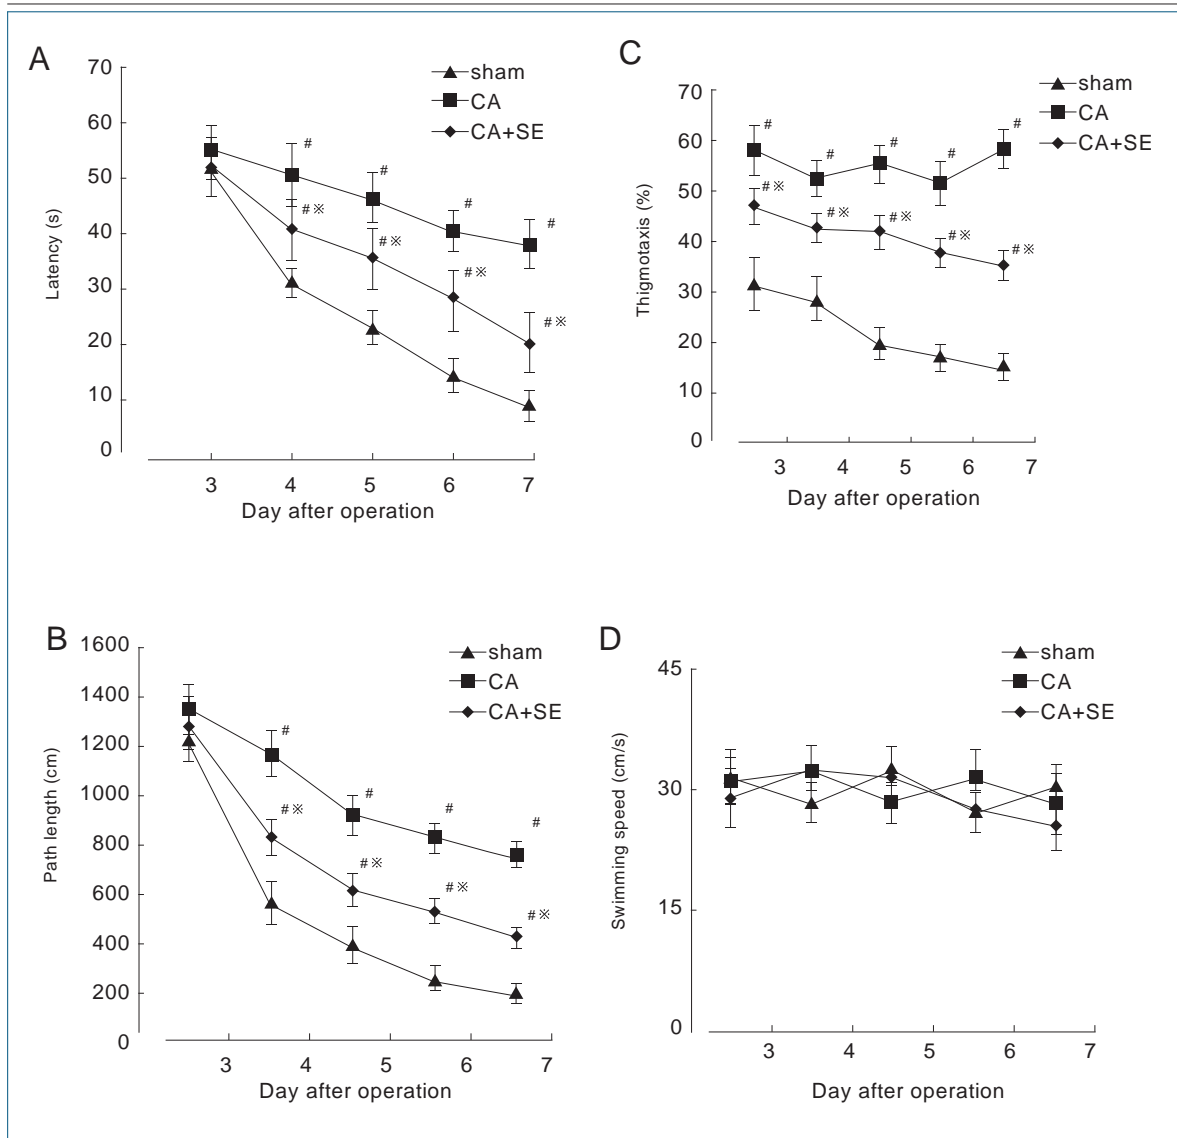 A
70
60
50
40
30
20
10
0
Latency (s)
sham
CA
CA+SE
#
#
#
#
#※
#※
#※
#※
3 4 5 6 7
Day after operation
C
70
60
50
40
30
20
10
0
Thigmotaxis (%)
sham
CA
CA+SE
#
#
#
#
#
#※
#※
#※
#※
#※
3 4 5 6 7
Day after operation
B
1600
1400
1200
1000
800
600
400
200
0
Path length (cm)
sham
CA
CA+SE
#
#
#
#
#※
#※
#※
#※
3 4 5 6 7
Day after operation
D
45
30
15
0
Swimming speed (cm/s)
sham
CA
CA+SE
3 4 5 6 7
Day after operation